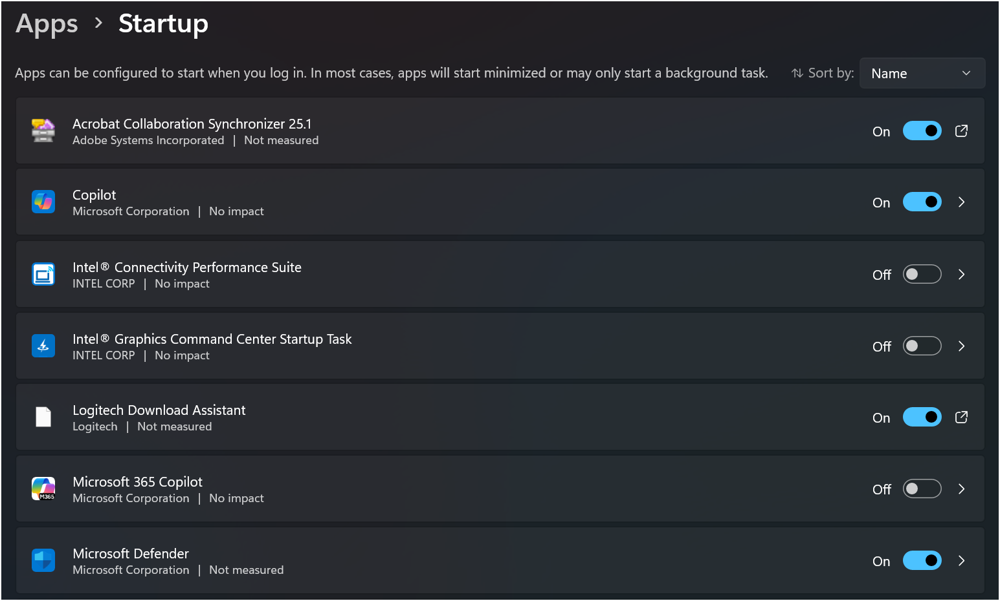 Apps > Startup
Apps can be configured to start when you log in. In most cases, apps will start minimized or may only start a background task. Sort by: Name
Acrobat Collaboration Synchronizer 25.1
Adobe Systems Incorporated | Not measured
On
Copilot
Microsoft Corporation | No impact
On
Intel® Connectivity Performance Suite
INTEL CORP | No impact
Off
Intel® Graphics Command Center Startup Task
INTEL CORP | No impact
Off
Logitech Download Assistant
Logitech | Not measured
On
Microsoft 365 Copilot
Microsoft Corporation | No impact
M365
Off
Microsoft Defender
Microsoft Corporation | Not measured
On